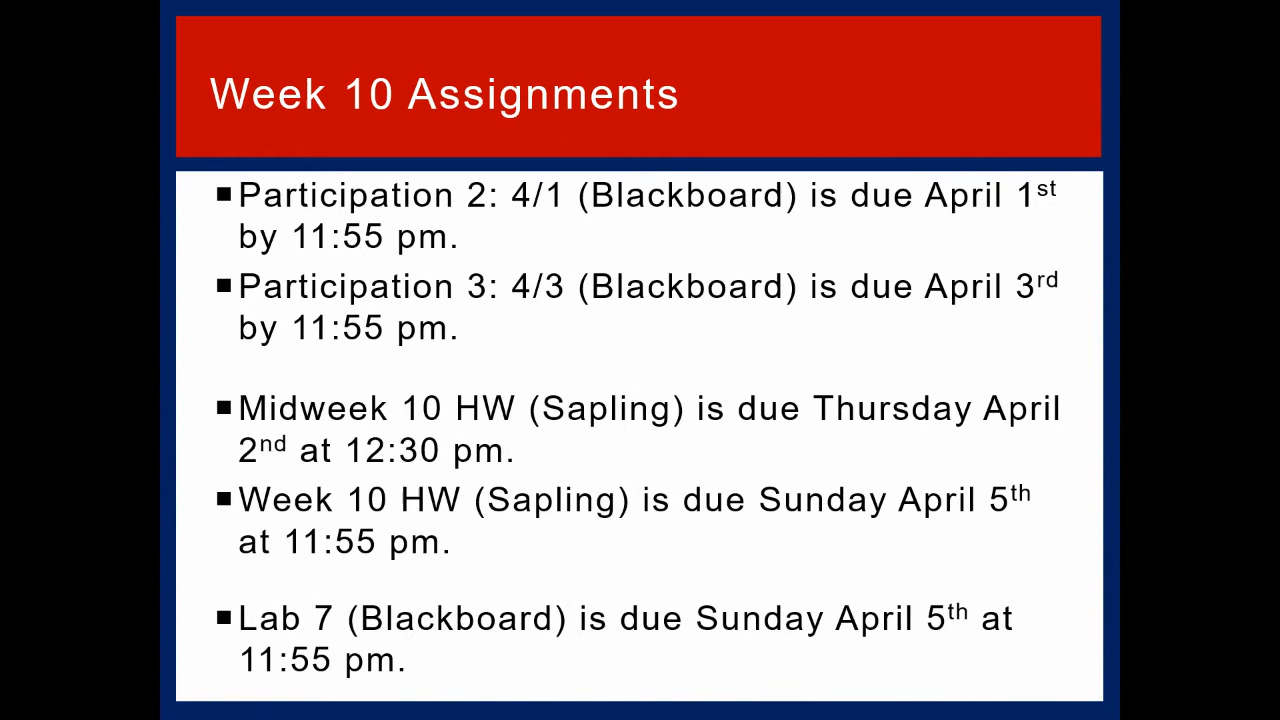 Week 10 Assignments
▪Participation 2: 4/1 (Blackboard) is due April 1st
by 11:55 pm.
▪Participation 3: 4/3 (Blackboard) is due April 3rd
by 11:55 pm.
▪Midweek 10 HW (Sapling) is due Thursday April
2nd at 12:30 pm.
▪Week 10 HW (Sapling) is due Sunday April 5th
at 11:55 pm.
▪Lab 7 (Blackboard) is due Sunday April 5th at
11:55 pm.